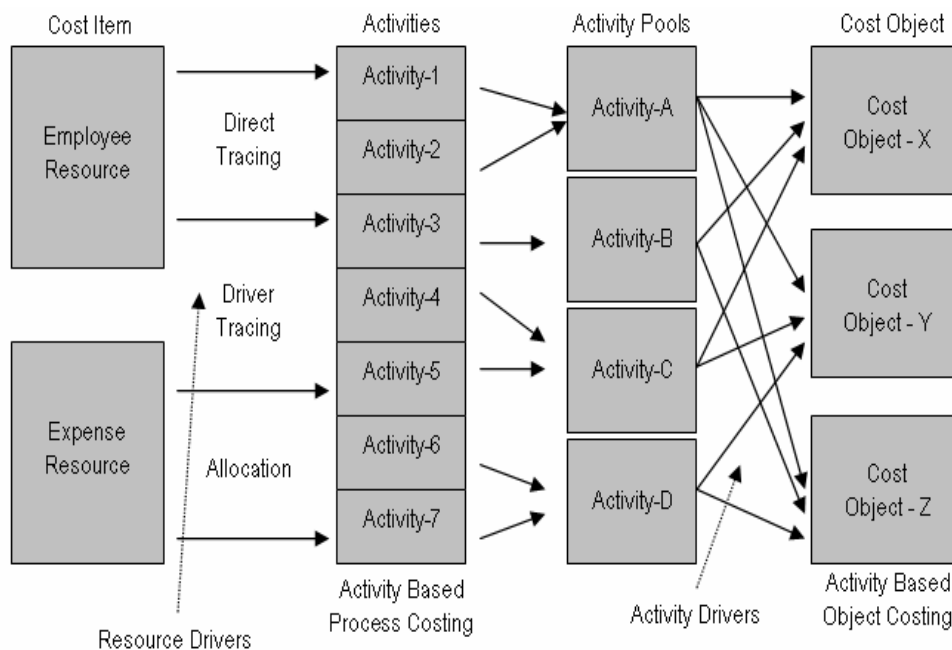 Cost Item
Activities
Activity Pools
Cost Object
Employee
Resource
Expense
Resource
Direct
Tracing
Driver
Tracing
Allocation
Resource Drivers
Activity-1
Activity-2
Activity-3
Activity-4
Activity-5
Activity-6
Activity-7
Activity Based
Process Costing
Activity-A
Activity-B
Activity-C
Activity-D
Activity Drivers
Cost
Object - X
Cost
Object - Y
Cost
Object - Z
Activity Based
Object Costing